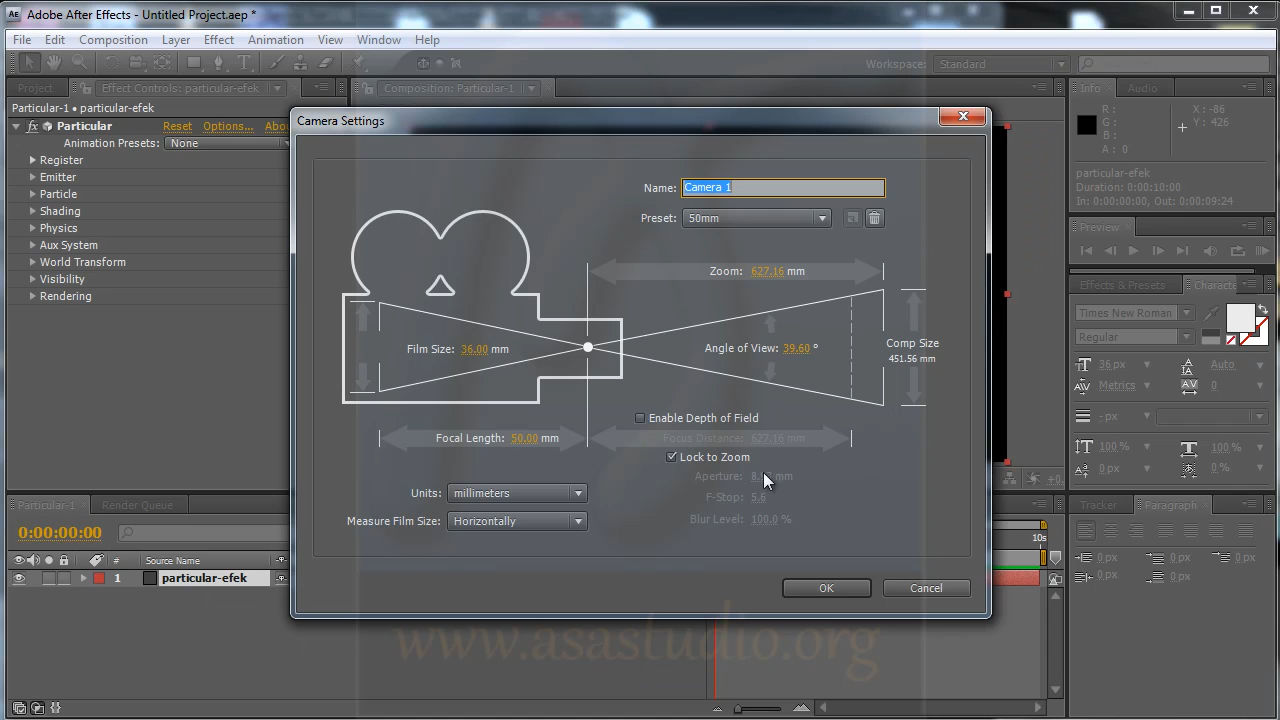 Adobe After Effects - Untitled Project.aep *
File Edit Composition Layer Effect Animation View Window Help
Workspace: Standard
Project Effect Controls: particular-efek Composition: Particular-1 Info Audio
Particular-1 • particular-efek
fx Particular Reset Options... Abou
Animation Presets: None
Register
Emitter
Particle
Shading
Physics
Aux System
World Transform
Visibility
Rendering
Camera Settings
Name: Camera 1
Preset: 50mm
Zoom: 627.16 mm
Film Size: 36.00 mm
Angle of View: 39.60 °
Comp Size
451.56 mm
Enable Depth of Field
Focal Length: 50.00 mm
Focus Distance: 627.16 mm
Lock to Zoom
Aperture: mm
F-Stop: 5.6
Blur Level: 100.0 %
Units: millimeters
Measure Film Size: Horizontally
OK Cancel
R :
G :
B :
A : 0
X : -86
Y : 426
particular-efek
Duration: 0:00:10:00
In: 0:00:00:00, Out: 0:00:09:24
Preview
Effects & Presets Characte
Times New Roman
Regular
36 px
Metrics 0
- px
100 % 100 %
0 px 0 %
Tracker Paragraph
0 px 0 px 0 px
0 px 0 px
Particular-1 Render Queue
0:00:00:00
# Source Name
1 particular-efek
10s
+0.
www.asastudio.org